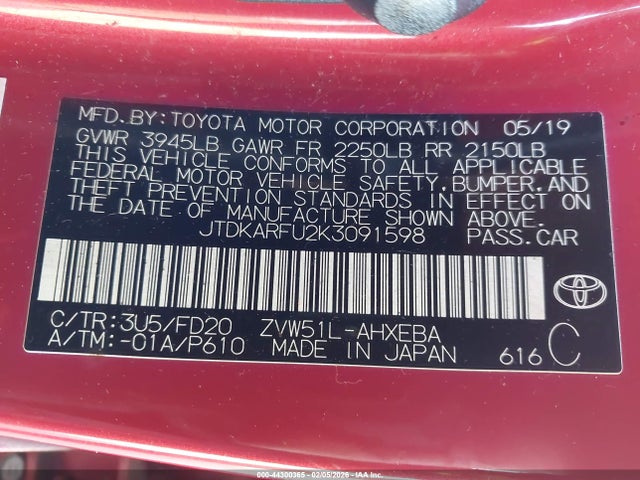 MFD.BY:TOYOTA MOTOR CORPORATION 05/19
GVWR 3945LB GAWR FR 2250LB RR 2150LB
THIS VEHICLE CONFORMS TO ALL APPLICABLE
FEDERAL MOTOR VEHICLE SAFETY,BUMPER,AND
THEFT PREVENTION STANDARDS IN EFFECT ON
THE DATE OF MANUFACTURE SHOWN ABOVE.
JTDKARFU2K3091598 PASS.CAR
C/TR:3U5/FD20 ZVW51L-AHXEBA
A/TM:-01A/P610 MADE IN JAPAN 616 C
000-44300365 - 02/05/2026 - IAA Inc.